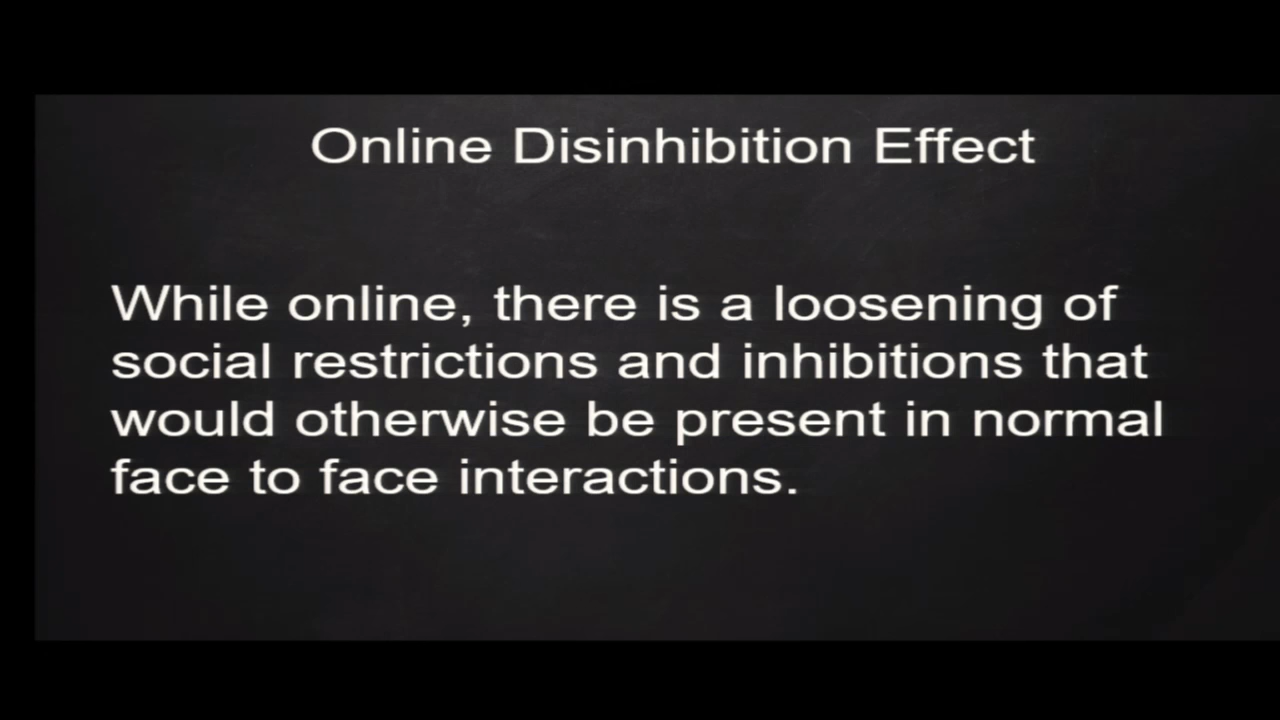 Online Disinhibition Effect
While online, there is a loosening of
social restrictions and inhibitions that
would otherwise be present in normal
face to face interactions.